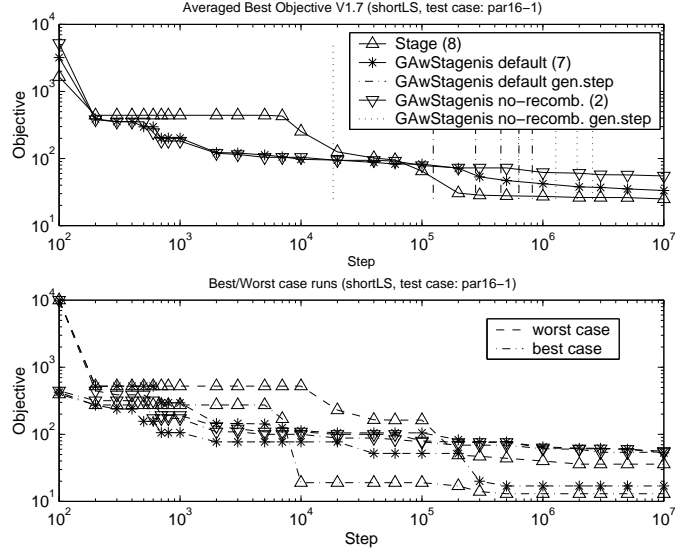 Averaged Best Objective V1.7 (shortLS, test case: par16−1)
10^4
10^3
10^2
10^1
Objective
Stage (8)
GAwStagenis default (7)
GAwStagenis default gen.step
GAwStagenis no−recomb. (2)
GAwStagenis no−recomb. gen.step
10^2 10^3 10^4 10^5 10^6 10^7
Step
Best/Worst case runs (shortLS, test case: par16−1)
10^4
10^3
10^2
10^1
Objective
worst case
best case
10^2 10^3 10^4 10^5 10^6 10^7
Step